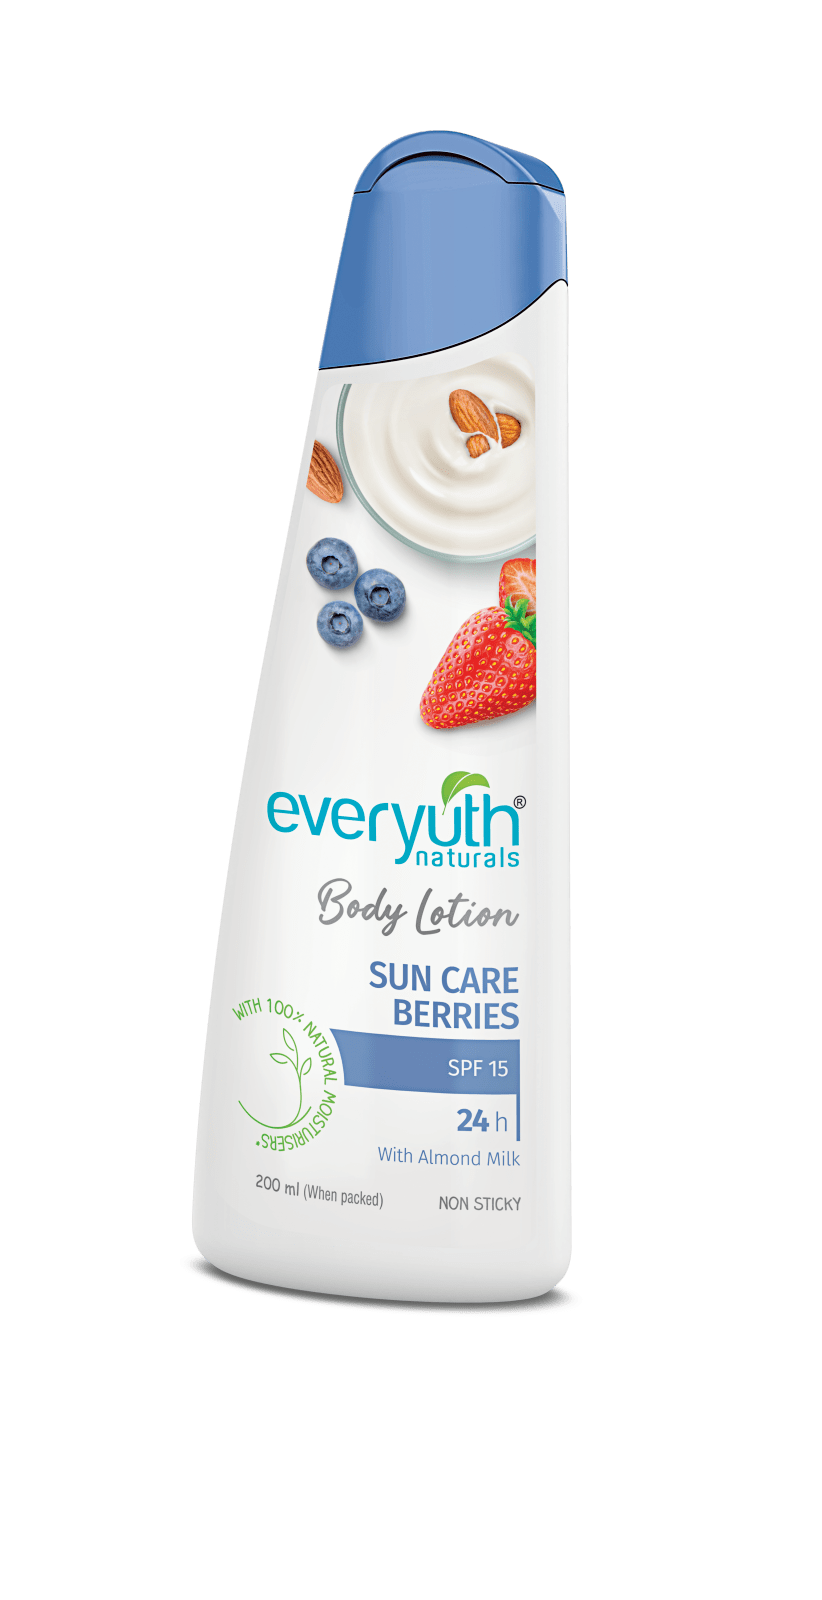 everyuth®
naturals
Body Lotion
SUN CARE
BERRIES
WITH 100% NATURAL MOISTURISERS*
SPF 15
24 h
With Almond Milk
200 ml (When packed)
NON STICKY